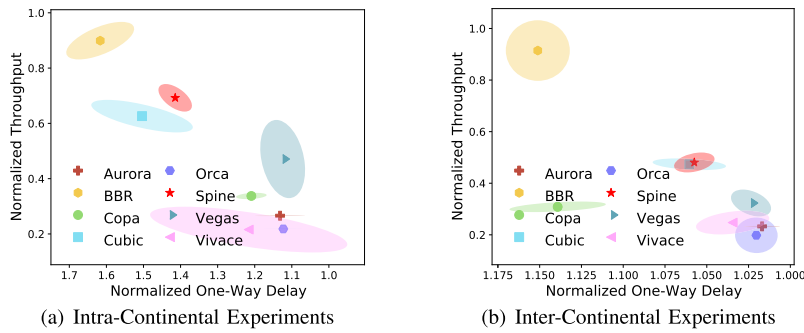 1.0
0.8
0.6
0.4
0.2
Normalized Throughput
Aurora
BBR
Copa
Cubic
Orca
Spine
Vegas
Vivace
1.7 1.6 1.5 1.4 1.3 1.2 1.1 1.0
Normalized One-Way Delay
(a) Intra-Continental Experiments
1.0
0.8
0.6
0.4
0.2
Normalized Throughput
Aurora
BBR
Copa
Cubic
Orca
Spine
Vegas
Vivace
1.175 1.150 1.125 1.100 1.075 1.050 1.025 1.000
Normalized One-Way Delay
(b) Inter-Continental Experiments